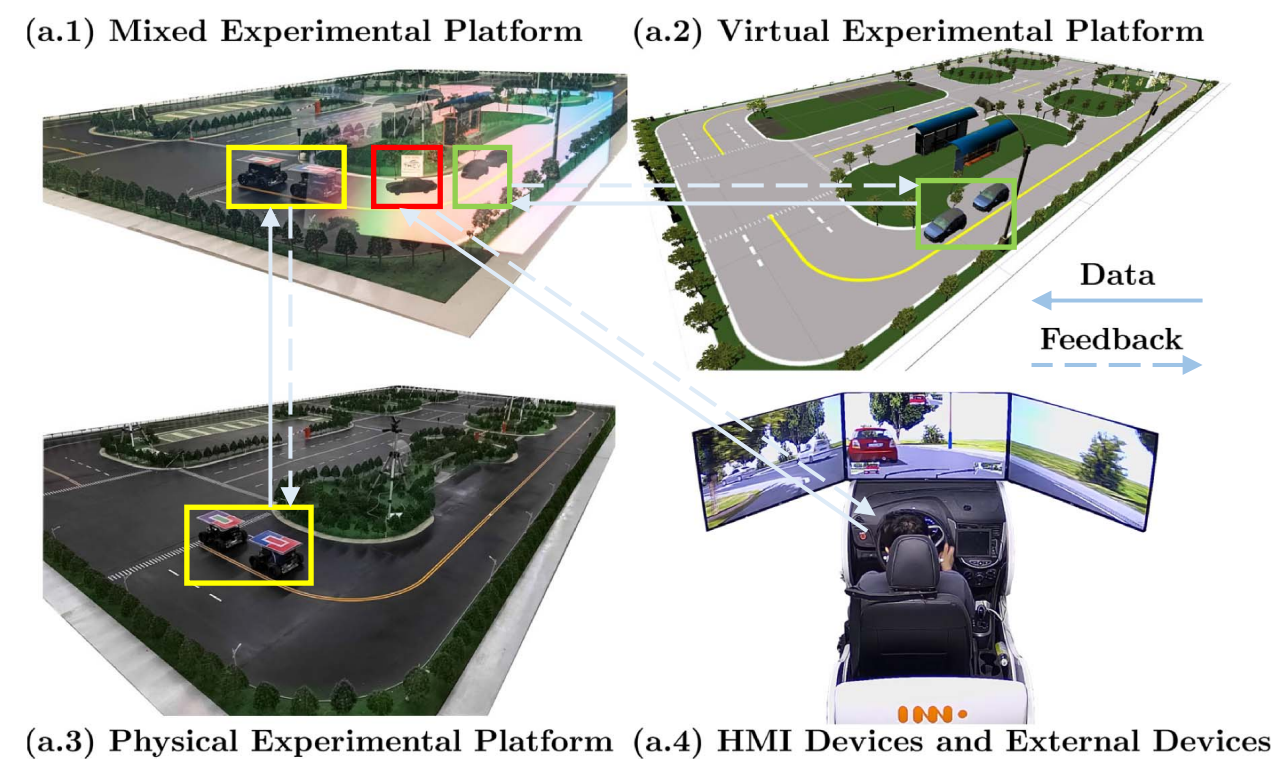 (a.1) Mixed Experimental Platform
(a.2) Virtual Experimental Platform
Data
Feedback
(a.3) Physical Experimental Platform
(a.4) HMI Devices and External Devices